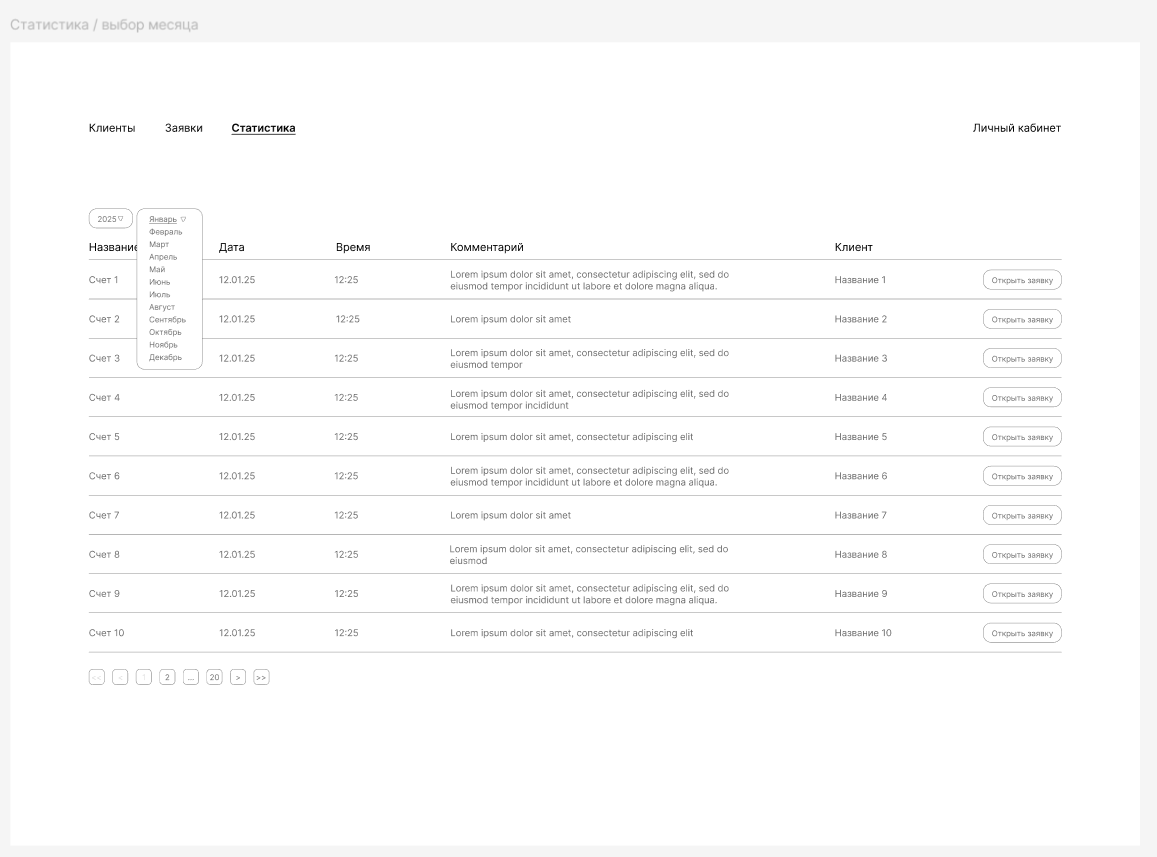 Статистика / выбор месяца
Клиенты Заявки Статистика Личный кабинет
2025 Январь
Февраль
Март
Апрель
Май
Июнь
Июль
Август
Сентябрь
Октябрь
Ноябрь
Декабрь
Название Дата Время Комментарий Клиент
Счет 1 12.01.25 12:25 Lorem ipsum dolor sit amet, consectetur adipiscing elit, sed do
eiusmod tempor incididunt ut labore et dolore magna aliqua. Название 1 Открыть заявку
Счет 2 12.01.25 12:25 Lorem ipsum dolor sit amet Название 2 Открыть заявку
Счет 3 12.01.25 12:25 Lorem ipsum dolor sit amet, consectetur adipiscing elit, sed do
eiusmod tempor Название 3 Открыть заявку
Счет 4 12.01.25 12:25 Lorem ipsum dolor sit amet, consectetur adipiscing elit, sed do
eiusmod tempor incididunt Название 4 Открыть заявку
Счет 5 12.01.25 12:25 Lorem ipsum dolor sit amet, consectetur adipiscing elit Название 5 Открыть заявку
Счет 6 12.01.25 12:25 Lorem ipsum dolor sit amet, consectetur adipiscing elit, sed do
eiusmod tempor incididunt ut labore et dolore magna aliqua. Название 6 Открыть заявку
Счет 7 12.01.25 12:25 Lorem ipsum dolor sit amet Название 7 Открыть заявку
Счет 8 12.01.25 12:25 Lorem ipsum dolor sit amet, consectetur adipiscing elit, sed do
eiusmod Название 8 Открыть заявку
Счет 9 12.01.25 12:25 Lorem ipsum dolor sit amet, consectetur adipiscing elit, sed do
eiusmod tempor incididunt ut labore et dolore magna aliqua. Название 9 Открыть заявку
Счет 10 12.01.25 12:25 Lorem ipsum dolor sit amet, consectetur adipiscing elit Название 10 Открыть заявку
<< < 1 2 ... 20 > >>